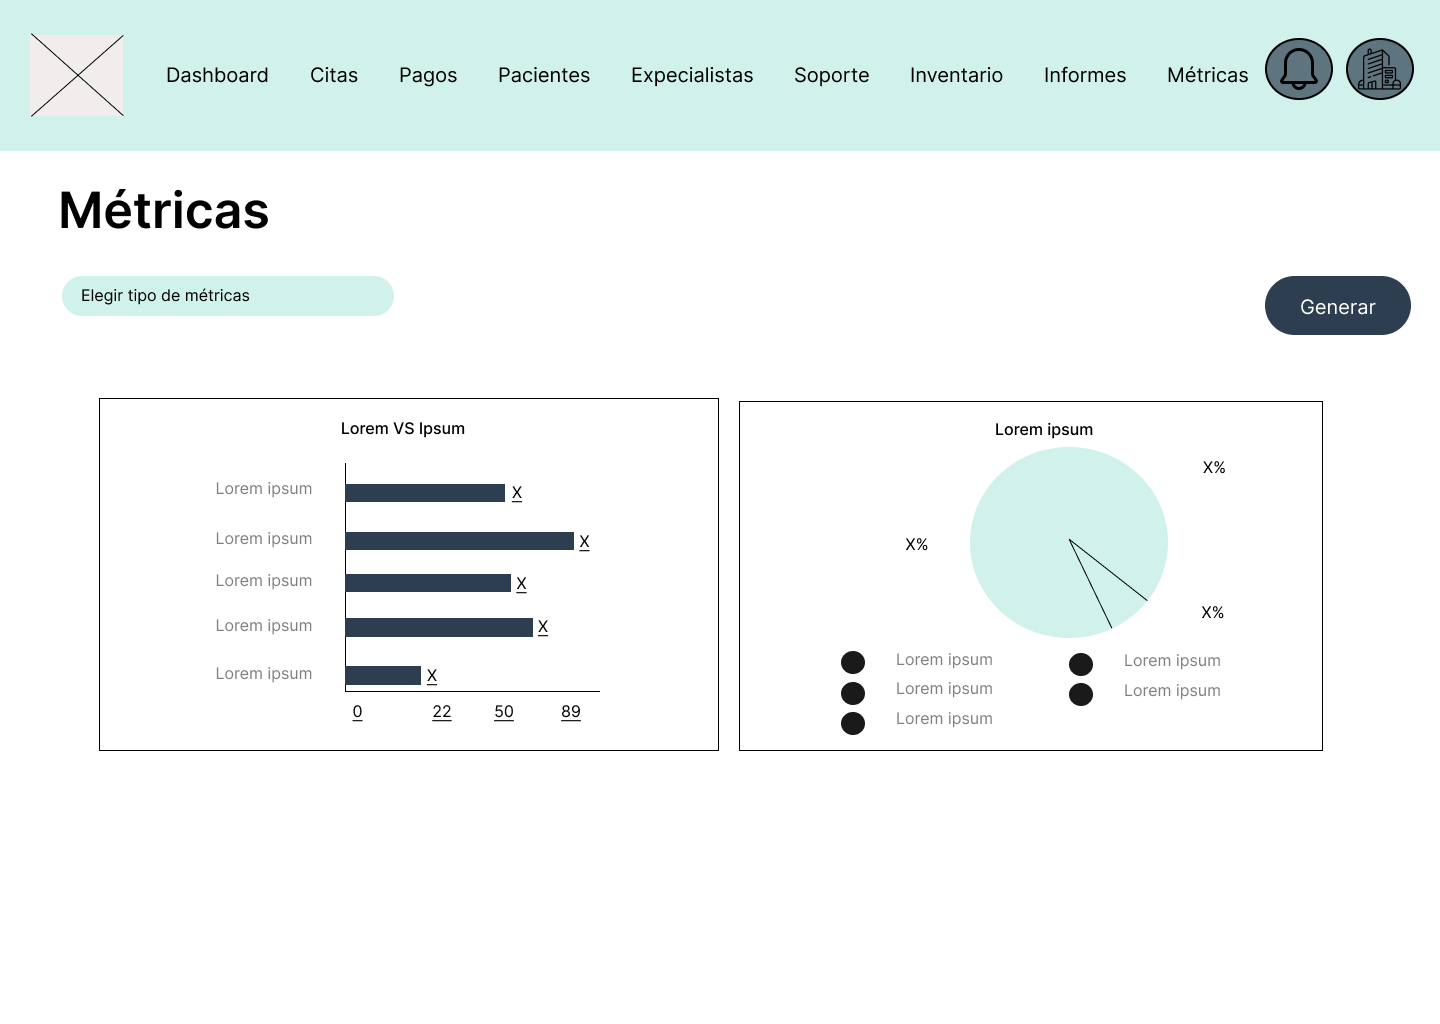 Dashboard Citas Pagos Pacientes Expecialistas Soporte Inventario Informes Métricas
Métricas
Elegir tipo de métricas
Generar
Lorem VS Ipsum
Lorem ipsum X
Lorem ipsum X
Lorem ipsum X
Lorem ipsum X
Lorem ipsum X
0 22 50 89
Lorem ipsum
X%
X%
X%
Lorem ipsum
Lorem ipsum
Lorem ipsum
Lorem ipsum
Lorem ipsum